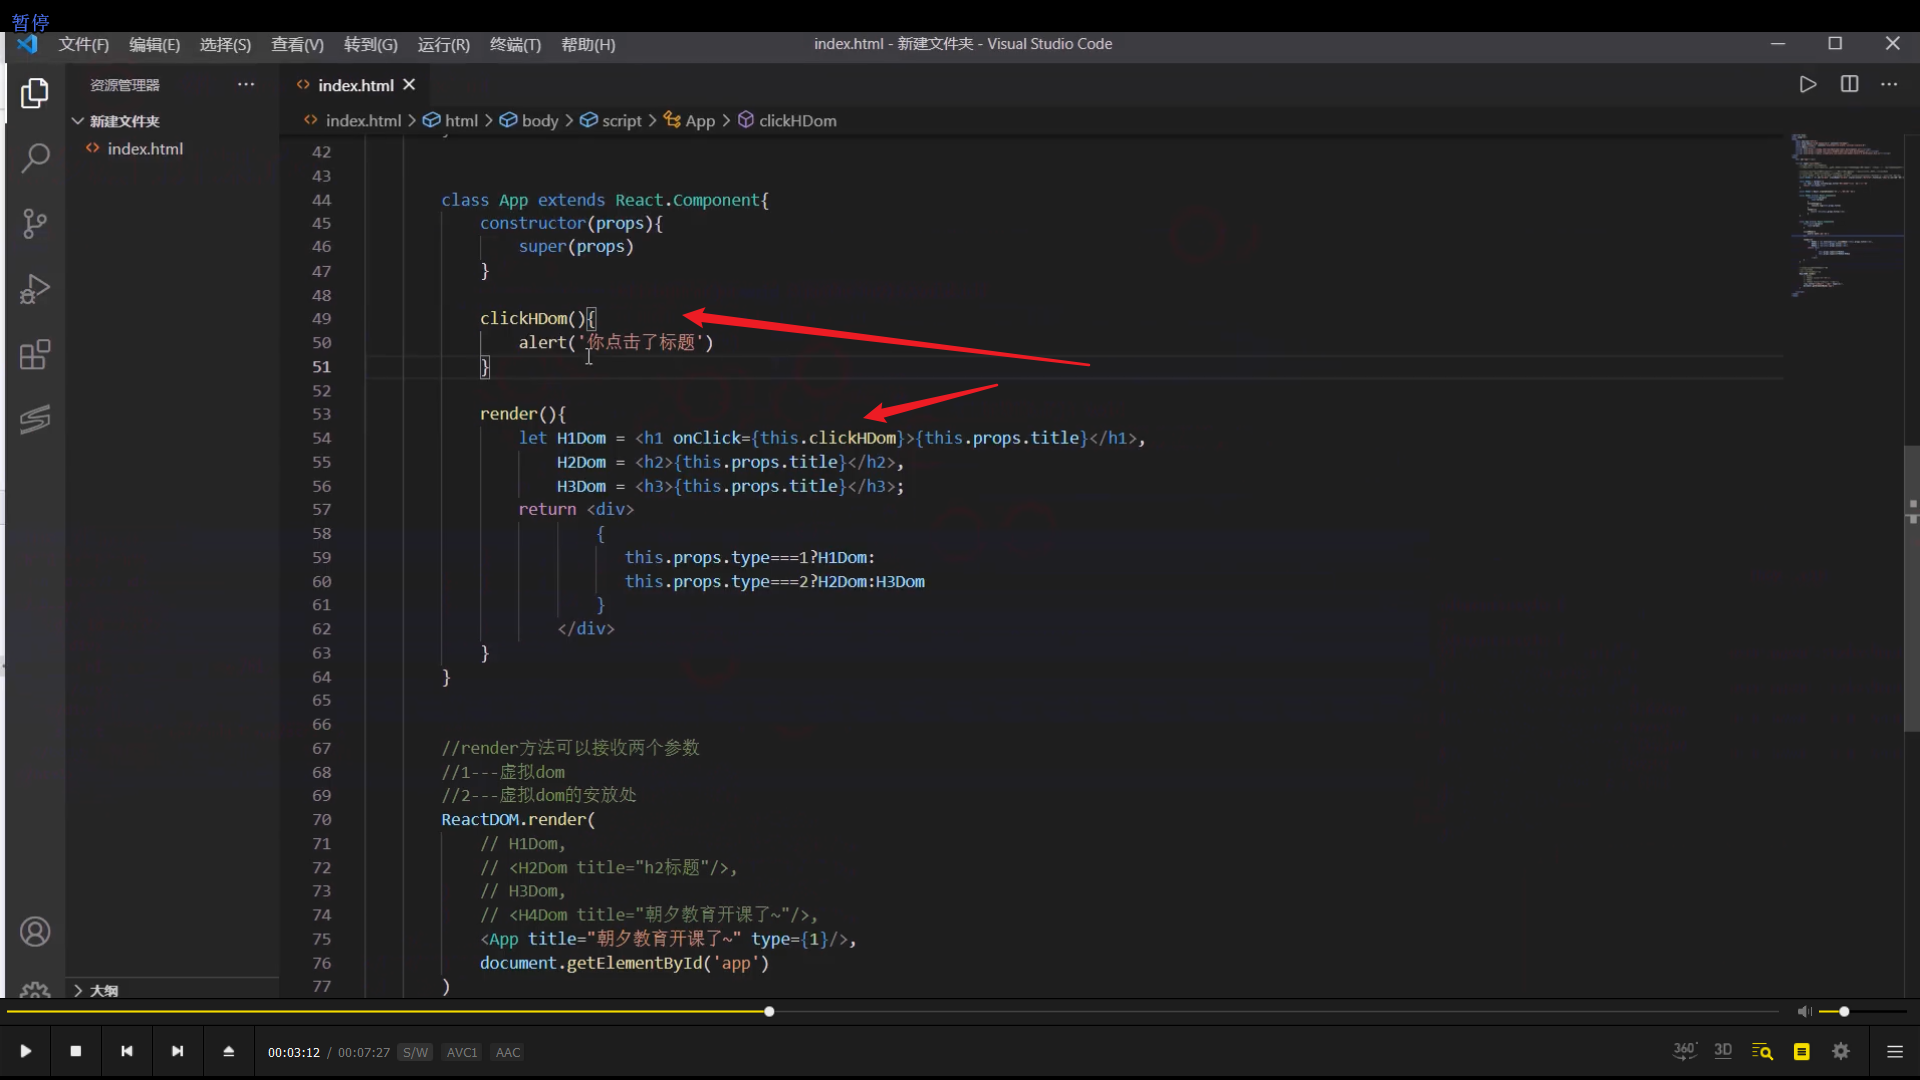 暂停
文件(F) 编辑(E) 选择(S) 查看(V) 转到(G) 运行(R) 终端(T) 帮助(H) index.html - 新建文件夹 - Visual Studio Code
资源管理器 ··· index.html
新建文件夹
index.html
index.html > html > body > script > App > clickHDom
42
43
44 class App extends React.Component{
45 constructor(props){
46 super(props)
47 }
48
49 clickHDom(){
50 alert('你点击了标题')
51 }
52
53 render(){
54 let H1Dom = <h1 onClick={this.clickHDom}>{this.props.title}</h1>,
55 H2Dom = <h2>{this.props.title}</h2>,
56 H3Dom = <h3>{this.props.title}</h3>;
57 return <div>
58 {
59 this.props.type===1?H1Dom:
60 this.props.type===2?H2Dom:H3Dom
61 }
62 </div>
63 }
64 }
65
66
67 //render方法可以接收两个参数
68 //1---虚拟dom
69 //2---虚拟dom的安放处
70 ReactDOM.render(
71 // H1Dom,
72 // <H2Dom title="h2标题"/>,
73 // H3Dom,
74 // <H4Dom title="朝夕教育开课了~"/>,
75 <App title="朝夕教育开课了~" type={1}/>,
76 document.getElementById('app')
77 )
大纲
00:03:12 / 00:07:27 S/W AVC1 AAC 360° 3D